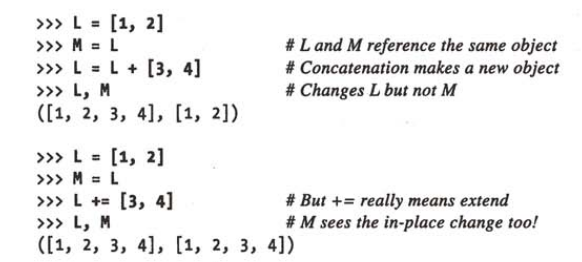 >>> L = [1, 2]
>>> M = L # L and M reference the same object
>>> L = L + [3, 4] # Concatenation makes a new object
>>> L, M # Changes L but not M
([1, 2, 3, 4], [1, 2])
>>> L = [1, 2]
>>> M = L
>>> L += [3, 4] # But += really means extend
>>> L, M # M sees the in-place change too!
([1, 2, 3, 4], [1, 2, 3, 4])